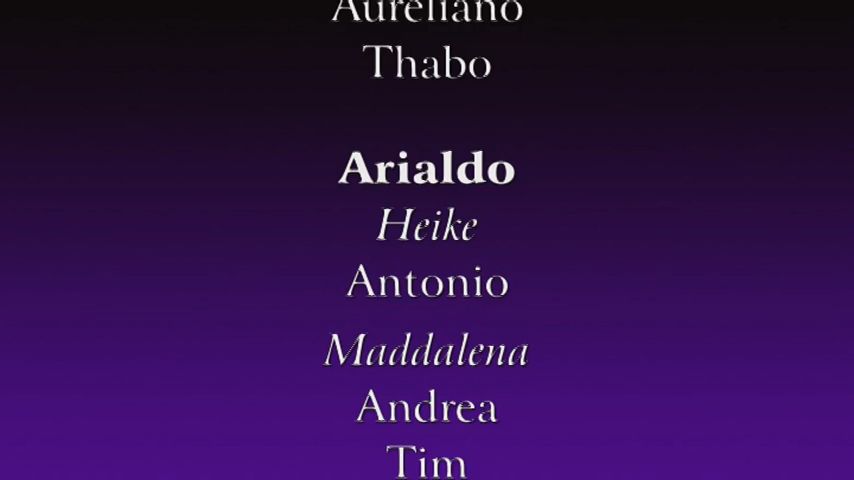 Aureliano
Thabo
Arialdo
Heike
Antonio
Maddalena
Andrea
Tim